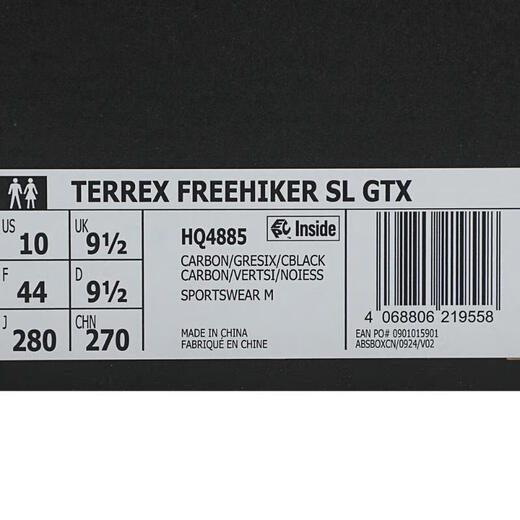 TERREX FREEHIKER SL GTX
US 10
UK 9½
F 44
D 9½
J 280
CHN 270
HQ4885
Inside
CARBON/GRESIX/CBLACK
CARBON/VERTSI/NOIESS
SPORTSWEAR M
MADE IN CHINA
FABRIQUÉ EN CHINE
4 068806 219558
EAN PO# 0901015901
ABSBOXCN/0924/V02